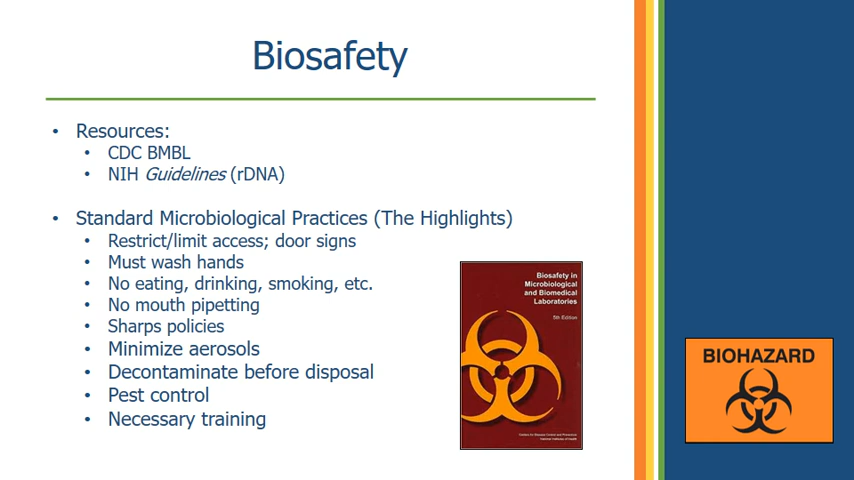 Biosafety
• Resources:
• CDC BMBL
• NIH Guidelines (rDNA)
• Standard Microbiological Practices (The Highlights)
• Restrict/limit access; door signs
• Must wash hands
• No eating, drinking, smoking, etc.
• No mouth pipetting
• Sharps policies
• Minimize aerosols
• Decontaminate before disposal
• Pest control
• Necessary training
Biosafety in
Microbiological
and Biomedical
Laboratories
5th Edition
Centers for Disease Control and Prevention
National Institutes of Health
BIOHAZARD